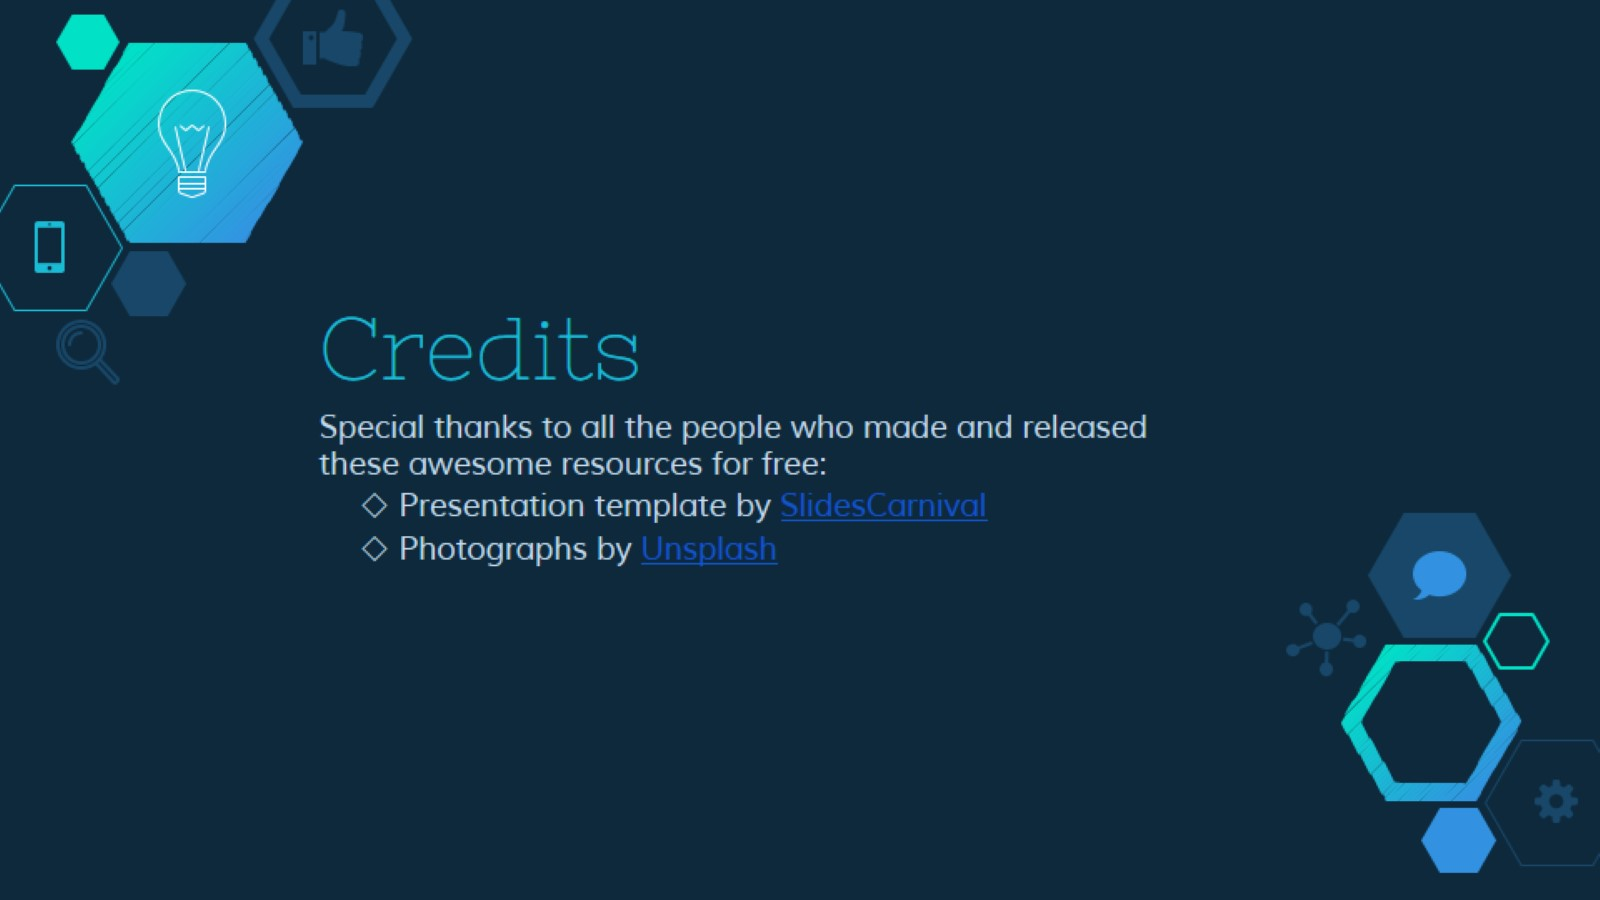 Credits
Special thanks to all the people who made and released
these awesome resources for free:
◇ Presentation template by SlidesCarnival
◇ Photographs by Unsplash